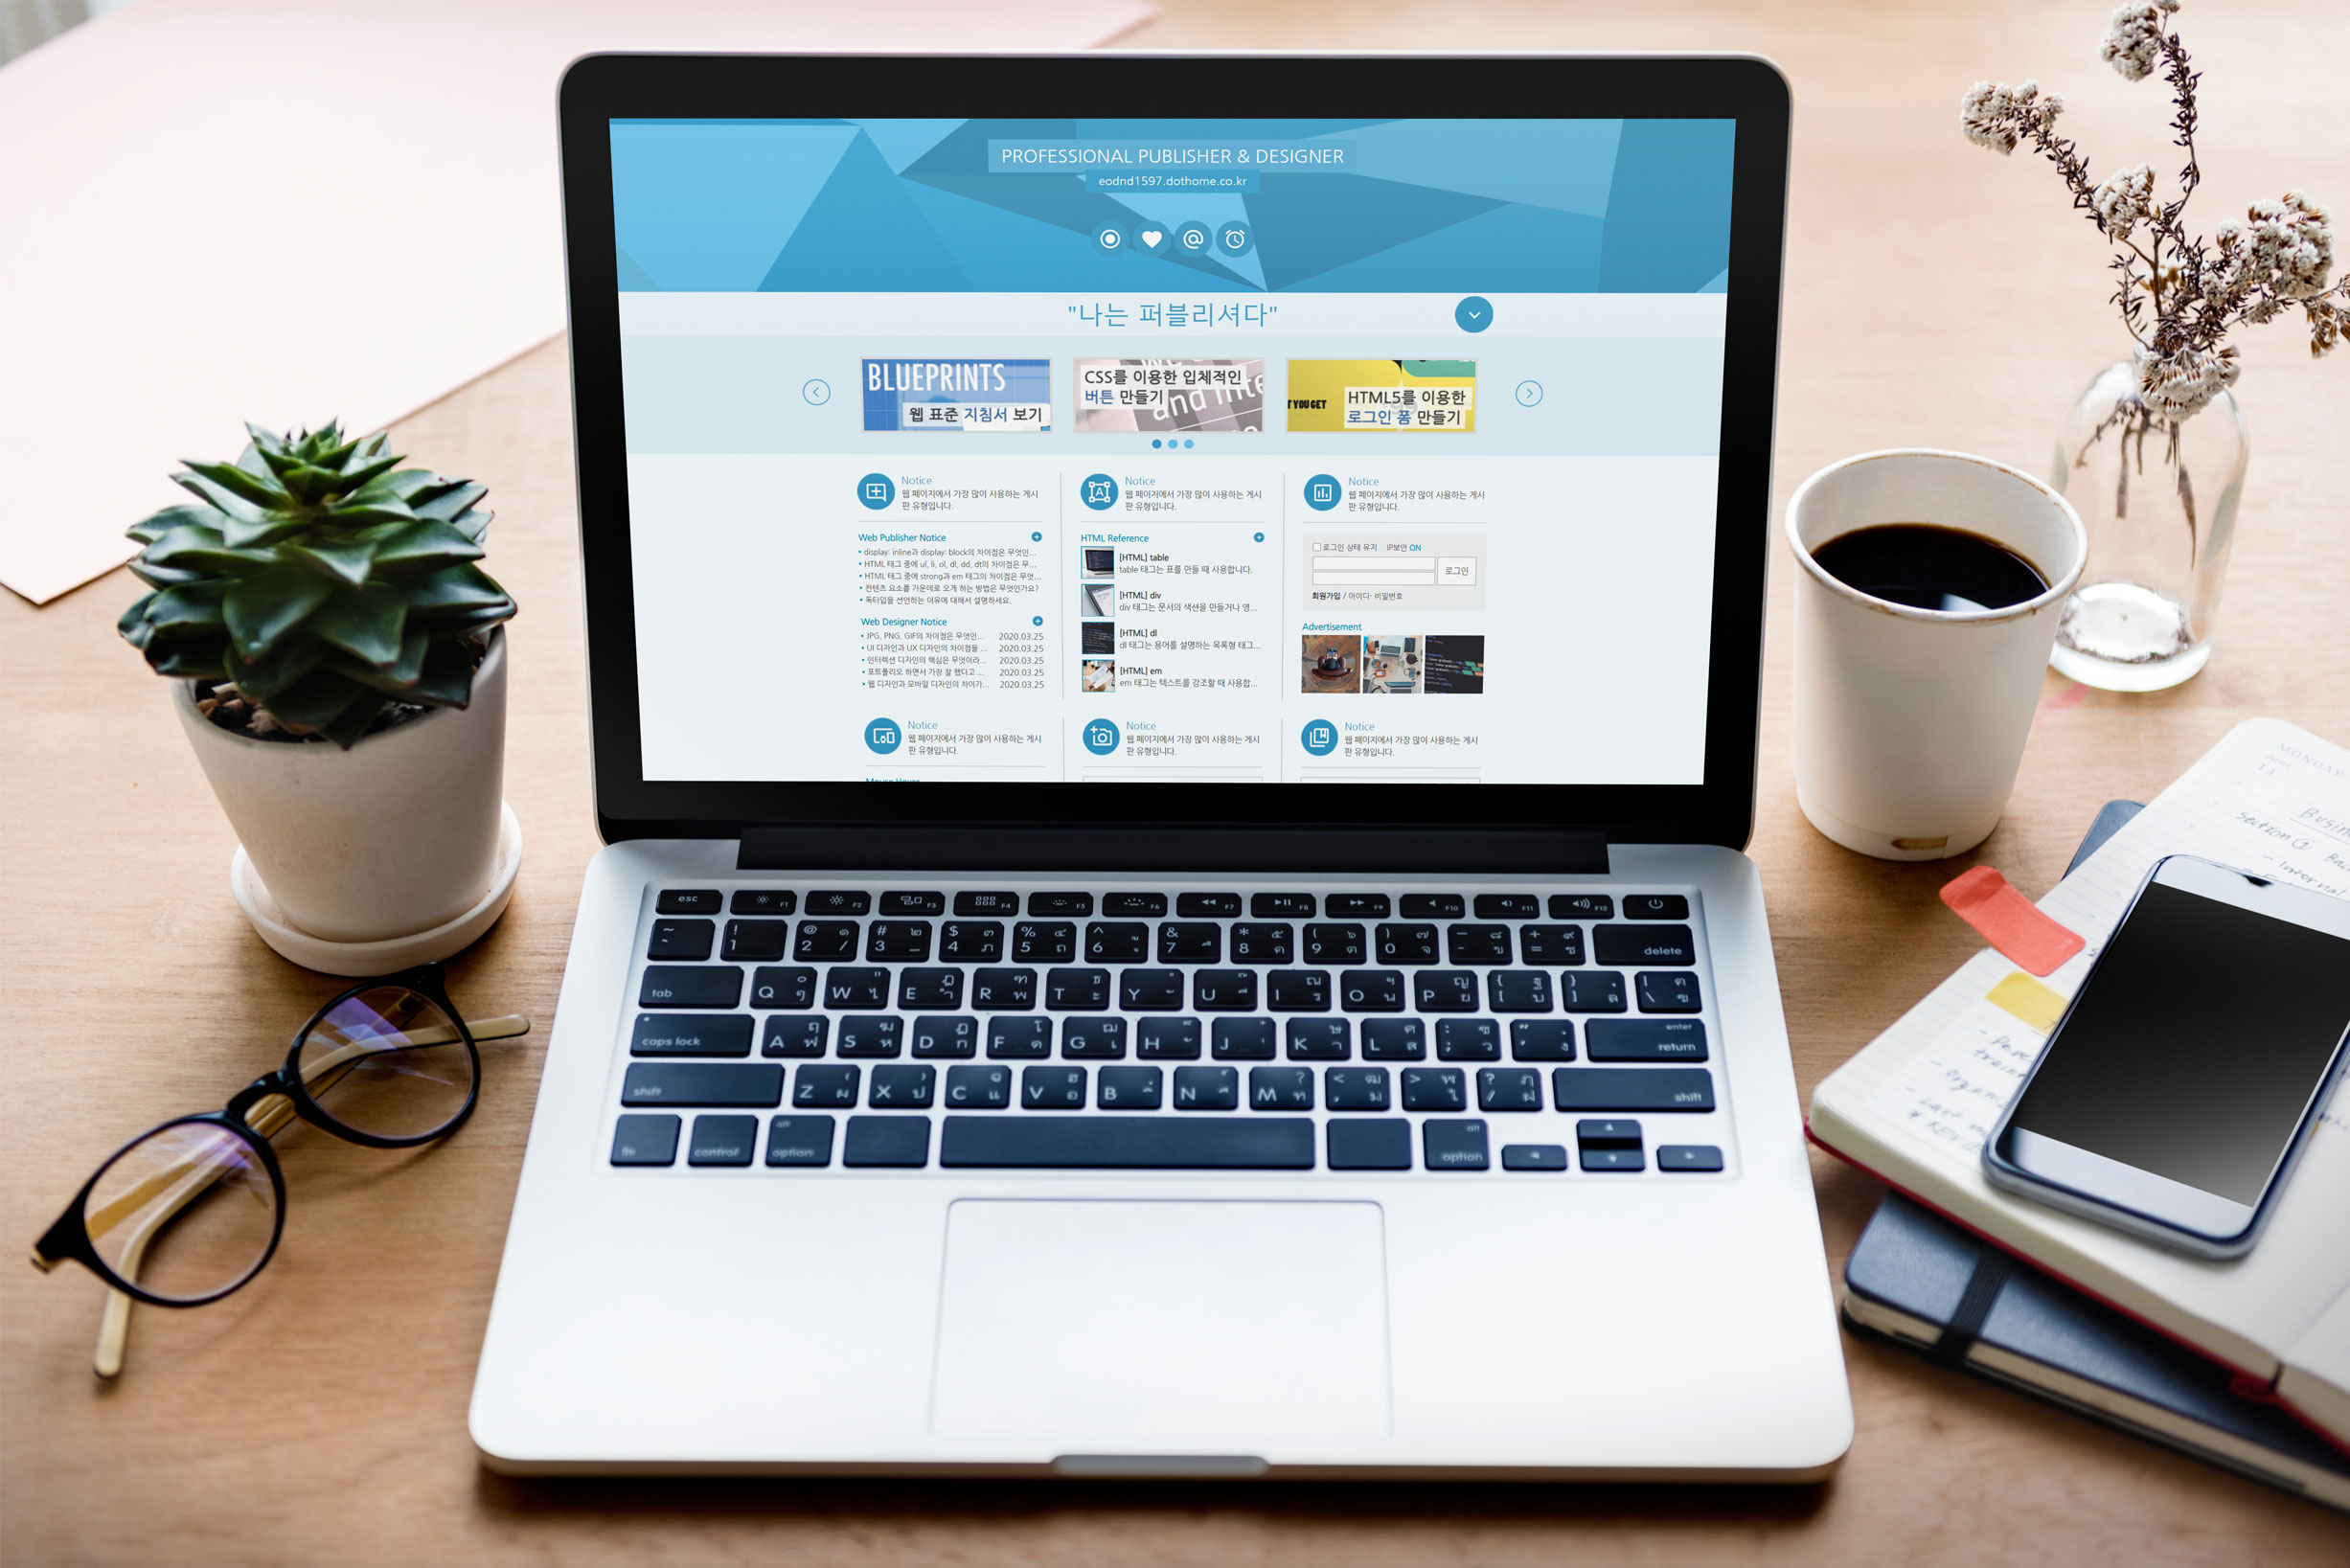 PROFESSIONAL PUBLISHER & DESIGNER
eodnd1597.dothome.co.kr
"나는 퍼블리셔다"
BLUEPRINTS
웹 표준 지침서 보기
CSS를 이용한 입체적인
버튼 만들기
and inte
T YOU GET
HTML5를 이용한
로그인 폼 만들기
Notice
웹 페이지에서 가장 많이 사용하는 게시
판 유형입니다.
Web Publisher Notice
• display: inline과 display: block의 차이점은 무엇인...
• HTML 태그 중에 ul, li, ol, dl, dd, dt의 차이점은 무...
• HTML 태그 중에 strong과 em 태그의 차이점은 무엇...
• 컨텐츠 요소를 가운데로 오게 하는 방법은 무엇인가요?
• 독타입을 선언하는 이유에 대해서 설명하세요.
Web Designer Notice
• JPG, PNG, GIF의 차이점은 무엇인... 2020.03.25
• UI 디자인과 UX 디자인의 차이점을 ... 2020.03.25
• 인터렉션 디자인의 핵심은 무엇이라... 2020.03.25
• 포트폴리오 하면서 가장 잘 했다고 ... 2020.03.25
• 웹 디자인과 모바일 디자인의 차이가... 2020.03.25
Notice
웹 페이지에서 가장 많이 사용하는 게시
판 유형입니다.
HTML Reference
[HTML] table
table 태그는 표를 만들 때 사용합니다.
[HTML] div
div 태그는 문서의 색션을 만들거나 영...
[HTML] dl
dl 태그는 용어를 설명하는 목록형 태그...
[HTML] em
em 태그는 텍스트를 강조할 때 사용합...
Notice
웹 페이지에서 가장 많이 사용하는 게시
판 유형입니다.
로그인 상태 유지 IP보안 ON
로그인
회원가입 / 아이디· 비밀번호
Advertisement
Notice
웹 페이지에서 가장 많이 사용하는 게시
판 유형입니다.
Notice
웹 페이지에서 가장 많이 사용하는 게시
판 유형입니다.
Notice
웹 페이지에서 가장 많이 사용하는 게시
판 유형입니다.
esc F1 F2 F3 F4 F5 F6 F7 F8 F9 F10 F11 F12
1 2 3 4 5 6 7 8 9 0 - = delete
tab Q W E R T Y U I O P [ ] \
caps lock A S D F G H J K L ; ' enter return
shift Z X C V B N M , . / shift
fn control alt option alt option
MONDAY
13
Section ①